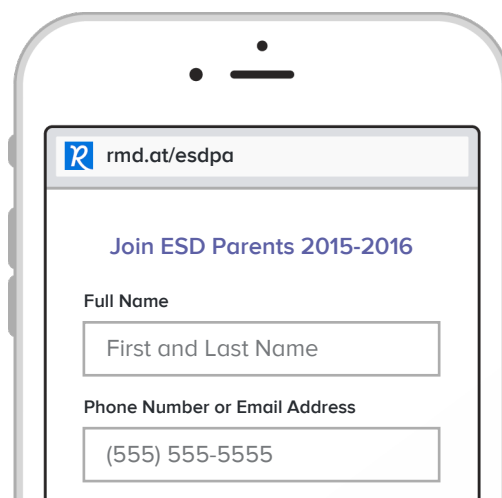 rmd.at/esdpa
Join ESD Parents 2015-2016
Full Name
First and Last Name
Phone Number or Email Address
(555) 555-5555